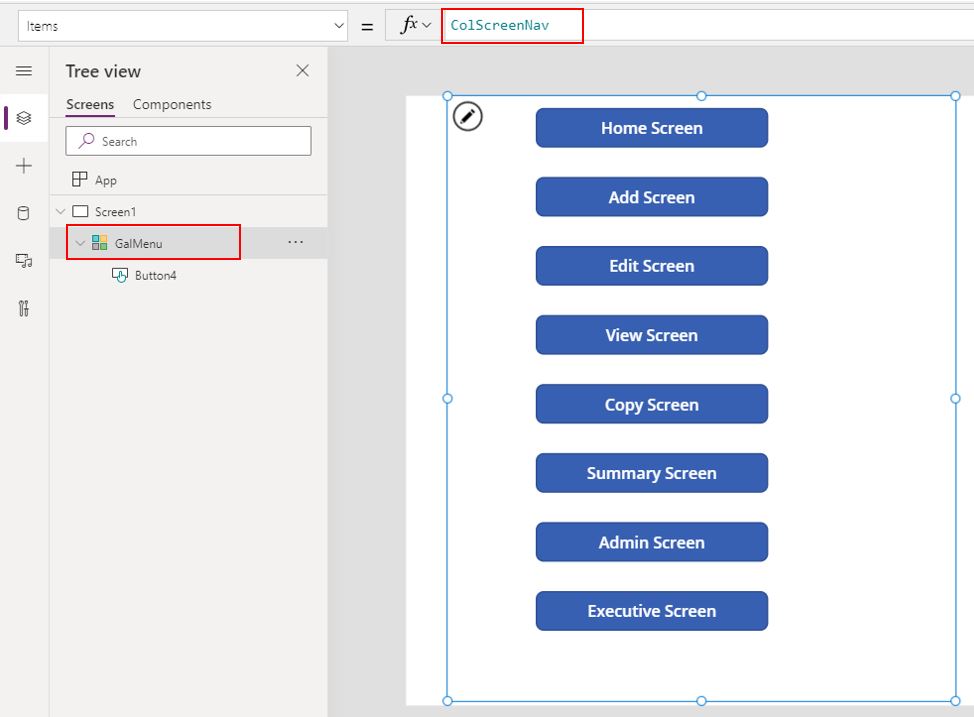 Items
=
fx
ColScreenNav
Tree view
Screens
Components
Search
App
Screen1
GalMenu
...
Button4
Home Screen
Add Screen
Edit Screen
View Screen
Copy Screen
Summary Screen
Admin Screen
Executive Screen